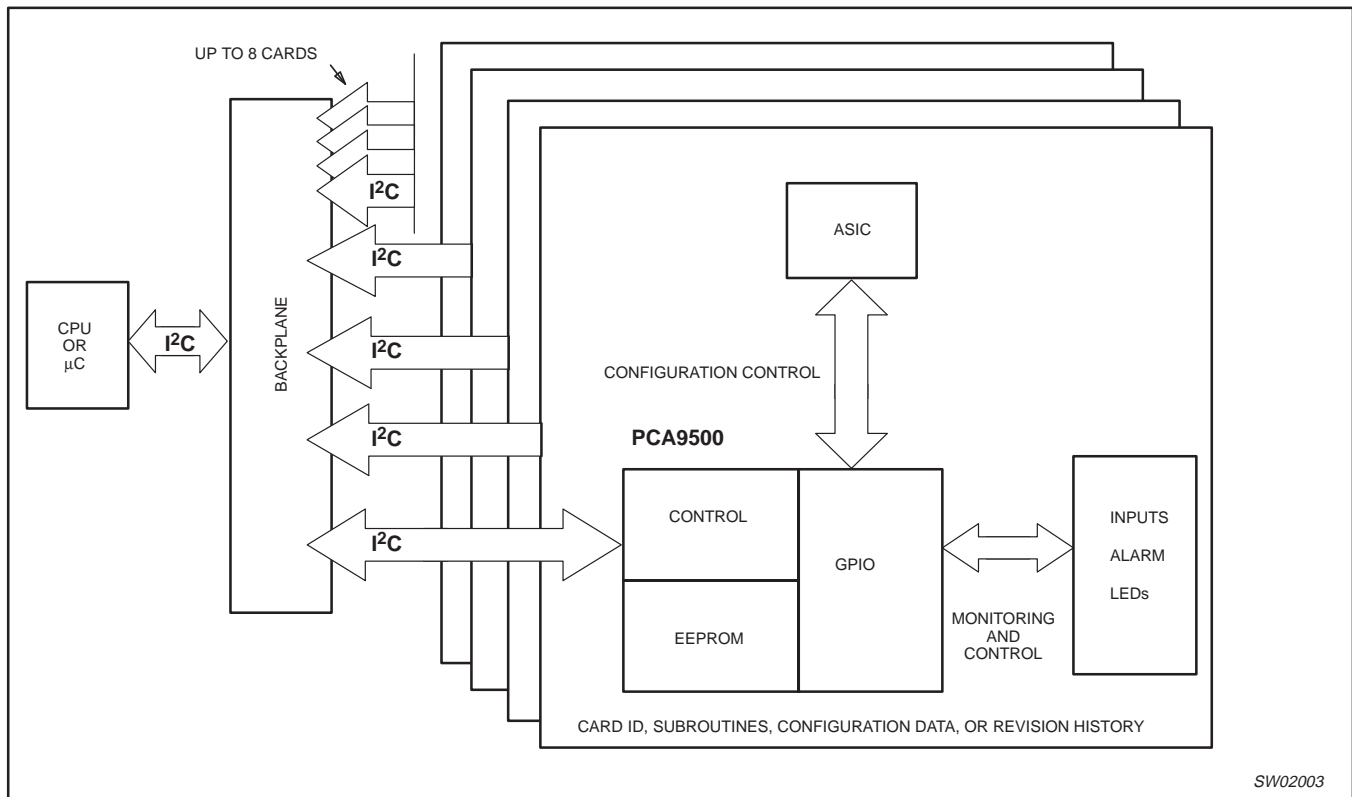 UP TO 8 CARDS
I²C
I²C
I²C
I²C
I²C
I²C
CPU
OR
μC
BACKPLANE
ASIC
CONFIGURATION CONTROL
PCA9500
CONTROL
EEPROM
GPIO
INPUTS
ALARM
LEDs
MONITORING
AND
CONTROL
CARD ID, SUBROUTINES, CONFIGURATION DATA, OR REVISION HISTORY
SW02003